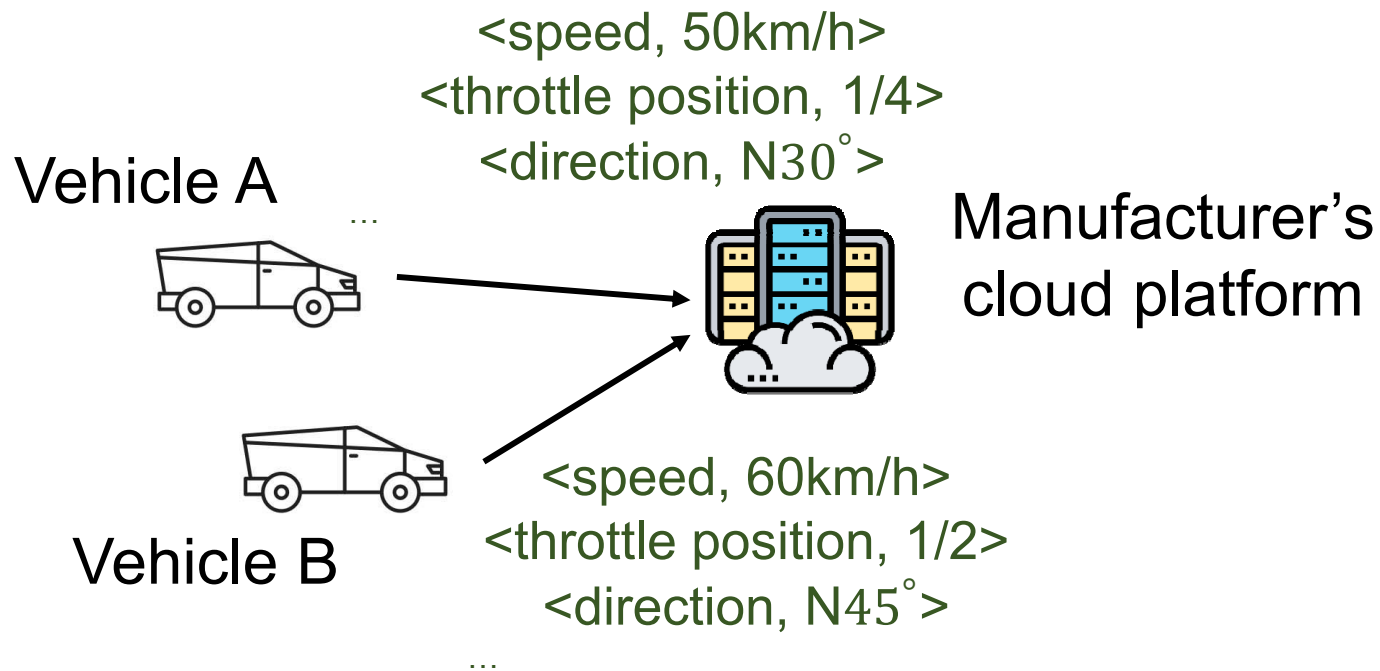 <speed, 50km/h>
<throttle position, 1/4>
<direction, N30°>
Vehicle A
...
Manufacturer’s
cloud platform
<speed, 60km/h>
<throttle position, 1/2>
Vehicle B
<direction, N45°>
...